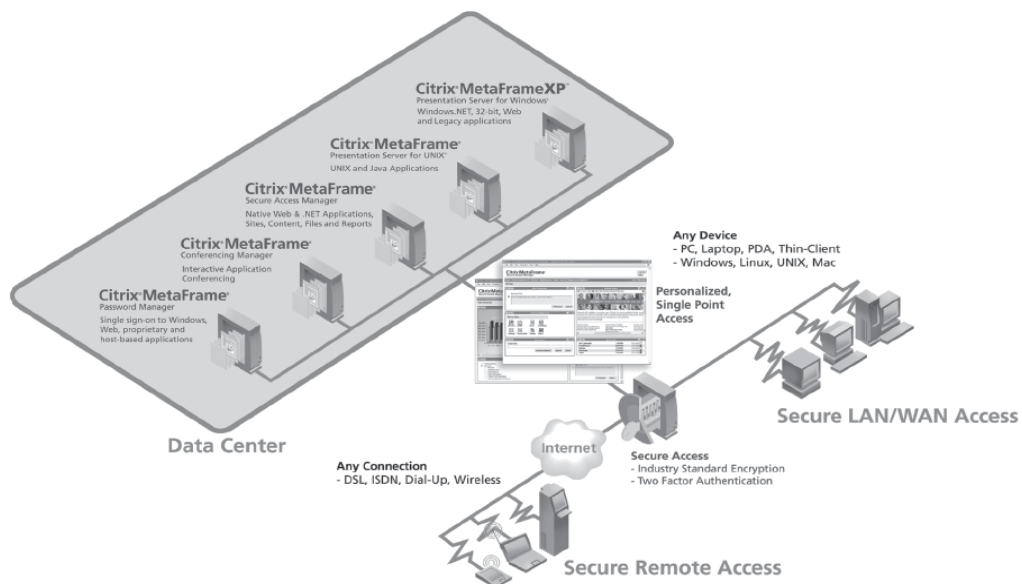 Citrix® MetaFrameXP™
Presentation Server for Windows®
Windows.NET, 32-bit, Web
and Legacy applications
Citrix® MetaFrame®
Presentation Server for UNIX™
UNIX and Java Applications
Citrix® MetaFrame®
Secure Access Manager
Native Web & .NET Applications,
Sites, Content, Files and Reports
Citrix® MetaFrame®
Conferencing Manager
Interactive Application
Conferencing
Citrix® MetaFrame®
Password Manager
Single sign-on to Windows,
Web, proprietary and
host-based applications
Data Center
Citrix MetaFrame
Personalized,
Single Point
Access
Any Device
- PC, Laptop, PDA, Thin-Client
- Windows, Linux, UNIX, Mac
Secure LAN/WAN Access
Internet
Secure Access
- Industry Standard Encryption
- Two Factor Authentication
Any Connection
- DSL, ISDN, Dial-Up, Wireless
Secure Remote Access